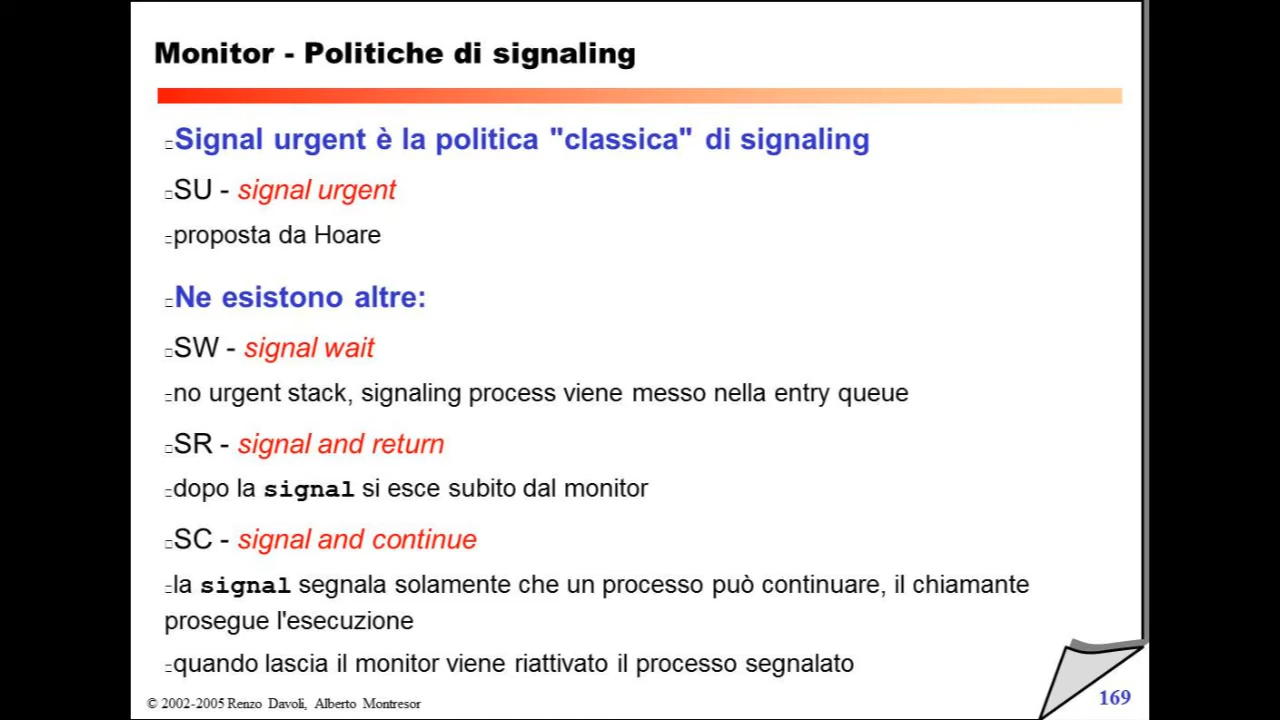 Monitor - Politiche di signaling
Signal urgent è la politica "classica" di signaling
SU - signal urgent
proposta da Hoare
Ne esistono altre:
SW - signal wait
no urgent stack, signaling process viene messo nella entry queue
SR - signal and return
dopo la signal si esce subito dal monitor
SC - signal and continue
la signal segnala solamente che un processo può continuare, il chiamante
prosegue l'esecuzione
quando lascia il monitor viene riattivato il processo segnalato
© 2002-2005 Renzo Davoli, Alberto Montresor
169